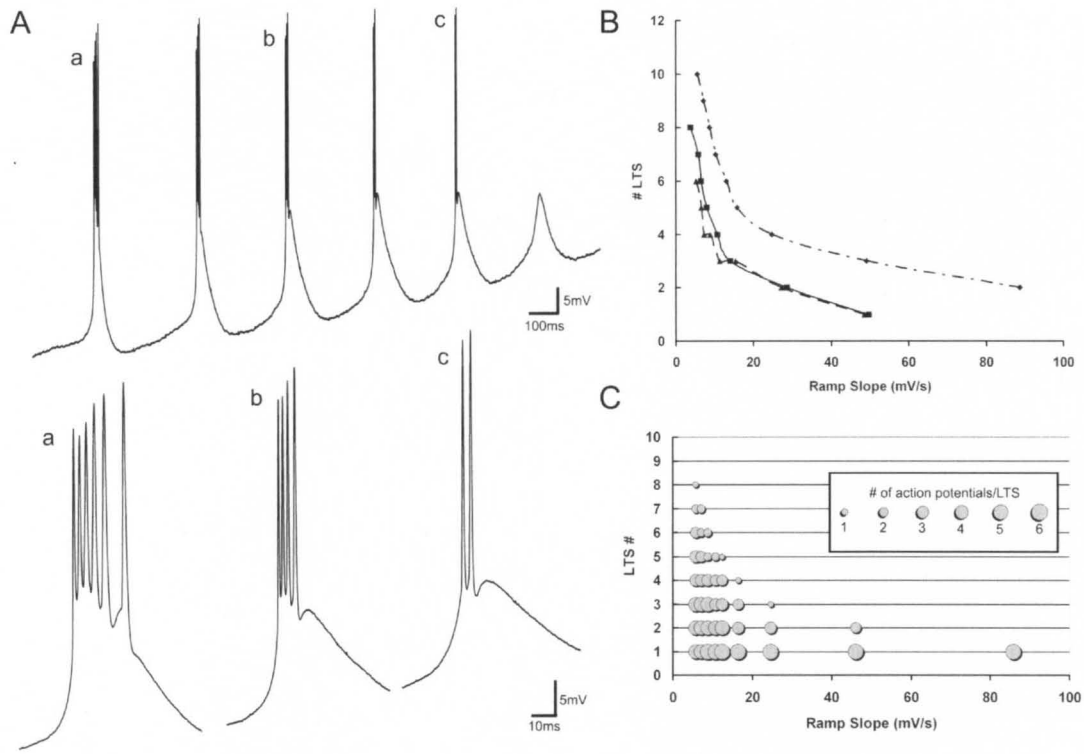 A
a
b
c
5mV
100ms
a
b
c
5mV
10ms
B
12
10
8
6
4
2
0
# LTS
0 20 40 60 80 100
Ramp Slope (mV/s)
C
10
9
8
7
6
5
4
3
2
1
0
LTS #
# of action potentials/LTS
1 2 3 4 5 6
0 20 40 60 80 100
Ramp Slope (mV/s)